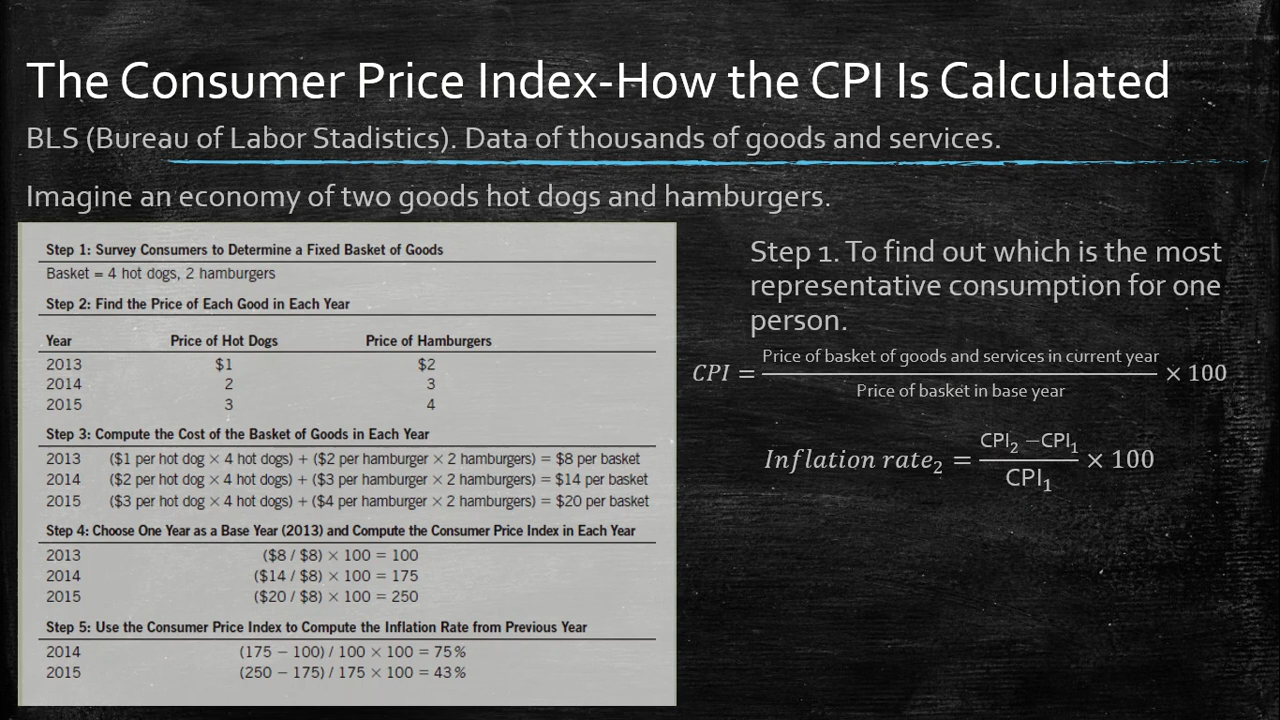 The Consumer Price Index-How the CPI Is Calculated
BLS (Bureau of Labor Stadistics). Data of thousands of goods and services.
Imagine an economy of two goods hot dogs and hamburgers.
Step 1: Survey Consumers to Determine a Fixed Basket of Goods
Basket = 4 hot dogs, 2 hamburgers
Step 2: Find the Price of Each Good in Each Year
Year Price of Hot Dogs Price of Hamburgers
2013 $1 $2
2014 2 3
2015 3 4
Step 3: Compute the Cost of the Basket of Goods in Each Year
2013 ($1 per hot dog × 4 hot dogs) + ($2 per hamburger × 2 hamburgers) = $8 per basket
2014 ($2 per hot dog × 4 hot dogs) + ($3 per hamburger × 2 hamburgers) = $14 per basket
2015 ($3 per hot dog × 4 hot dogs) + ($4 per hamburger × 2 hamburgers) = $20 per basket
Step 4: Choose One Year as a Base Year (2013) and Compute the Consumer Price Index in Each Year
2013 ($8 / $8) × 100 = 100
2014 ($14 / $8) × 100 = 175
2015 ($20 / $8) × 100 = 250
Step 5: Use the Consumer Price Index to Compute the Inflation Rate from Previous Year
2014 (175 – 100) / 100 × 100 = 75%
2015 (250 – 175) / 175 × 100 = 43%
Step 1. To find out which is the most
representative consumption for one
person.
Price of basket of goods and services in current year
CPI = × 100
Price of basket in base year
CPI₂ –CPI₁
Inflation rate₂ = × 100
CPI₁